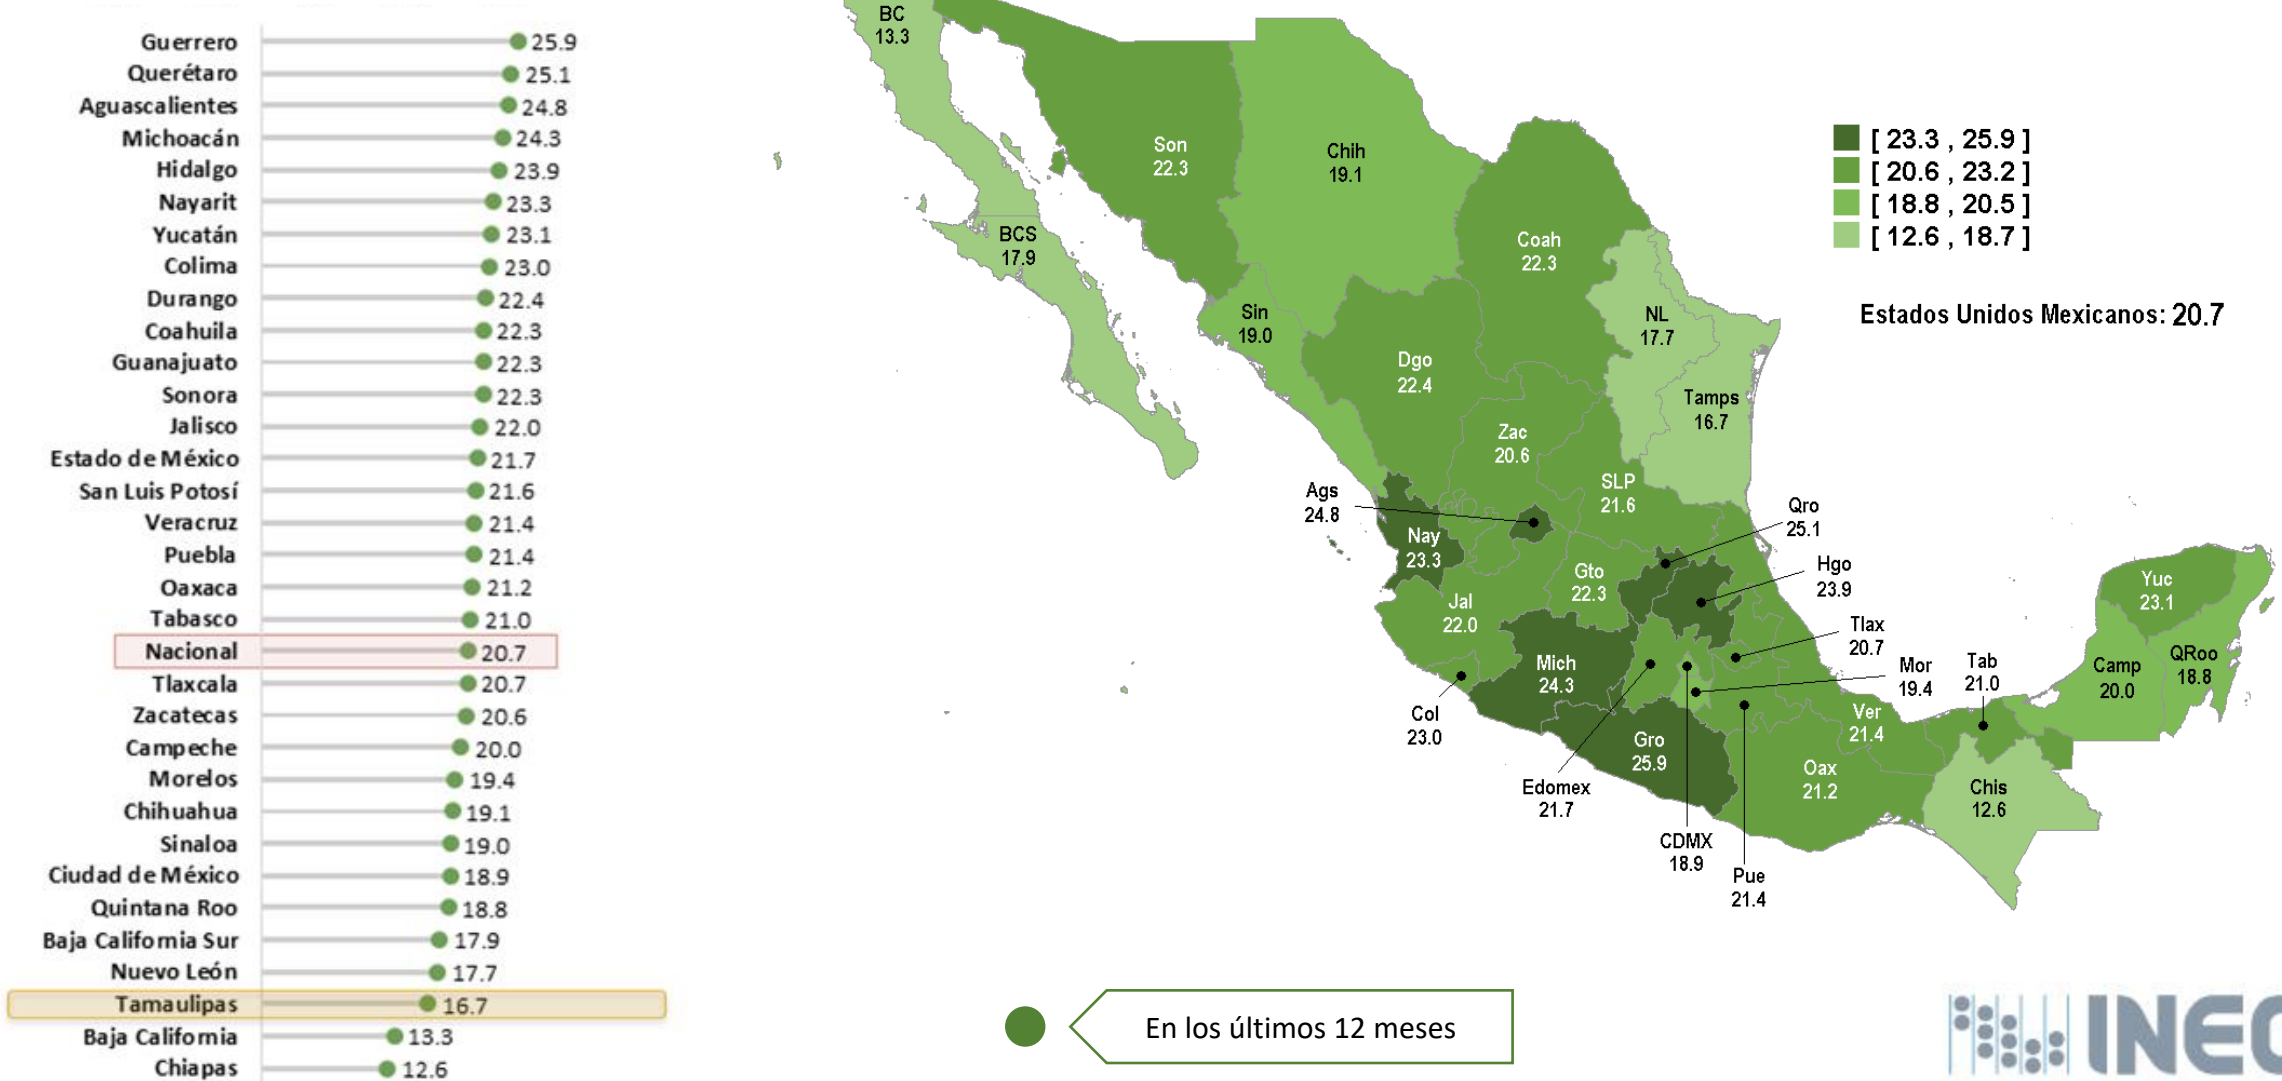 Guerrero 25.9
Querétaro 25.1
Aguascalientes 24.8
Michoacán 24.3
Hidalgo 23.9
Nayarit 23.3
Yucatán 23.1
Colima 23.0
Durango 22.4
Coahuila 22.3
Guanajuato 22.3
Sonora 22.3
Jalisco 22.0
Estado de México 21.7
San Luis Potosí 21.6
Veracruz 21.4
Puebla 21.4
Oaxaca 21.2
Tabasco 21.0
Nacional 20.7
Tlaxcala 20.7
Zacatecas 20.6
Campeche 20.0
Morelos 19.4
Chihuahua 19.1
Sinaloa 19.0
Ciudad de México 18.9
Quintana Roo 18.8
Baja California Sur 17.9
Nuevo León 17.7
Tamaulipas 16.7
Baja California 13.3
Chiapas 12.6
BC
13.3
Son
22.3
Chih
19.1
BCS
17.9
Coah
22.3
Sin
19.0
NL
17.7
Dgo
22.4
Tamps
16.7
Zac
20.6
SLP
21.6
Ags
24.8
Nay
23.3
Qro
25.1
Gto
22.3
Hgo
23.9
Jal
22.0
Tlax
20.7
Mich
24.3
Mor
19.4
Tab
21.0
Yuc
23.1
Camp
20.0
QRoo
18.8
Col
23.0
Gro
25.9
Ver
21.4
Edomex
21.7
Oax
21.2
Chis
12.6
CDMX
18.9
Pue
21.4
[ 23.3 , 25.9 ]
[ 20.6 , 23.2 ]
[ 18.8 , 20.5 ]
[ 12.6 , 18.7 ]
Estados Unidos Mexicanos: 20.7
En los últimos 12 meses
INEG